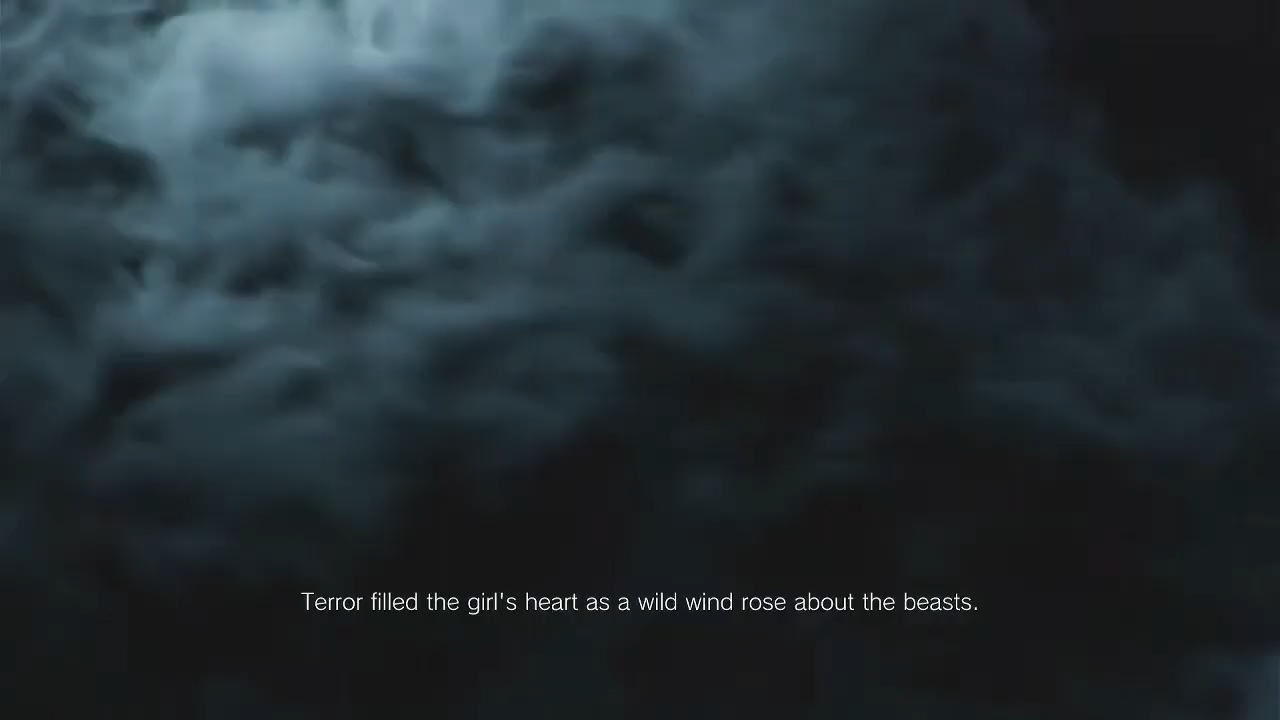 Terror filled the girl's heart as a wild wind rose about the beasts.